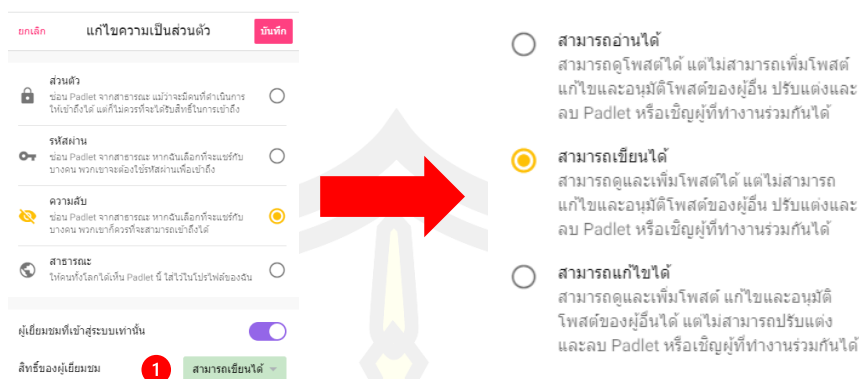 ยกเลิก แก้ไขความเป็นส่วนตัว บันทึก
ส่วนตัว
ซ่อน Padlet จากสาธารณะ แม้ว่าจะมีคนที่ดำเนินการ
ให้เข้าถึงได้ แต่ก็ไม่ควรที่จะได้รับสิทธิ์ในการเข้าถึง
รหัสผ่าน
ซ่อน Padlet จากสาธารณะ หากฉันเลือกที่จะแชร์กับ
บางคน พวกเขาจะต้องใช้รหัสผ่านเพื่อเข้าถึง
ความลับ
ซ่อน Padlet จากสาธารณะ หากฉันเลือกที่จะแชร์กับ
บางคน พวกเขาก็ควรที่จะสามารถเข้าถึงได้
สาธารณะ
ให้คนทั้งโลกได้เห็น Padlet นี้ ใส่ไว้ในโปรไฟล์ของฉัน
ผู้เยี่ยมชมที่เข้าสู่ระบบเท่านั้น
สิทธิ์ของผู้เยี่ยมชม 1 สามารถเขียนได้
สามารถอ่านได้
สามารถดูโพสต์ได้ แต่ไม่สามารถเพิ่มโพสต์
แก้ไขและอนุมัติโพสต์ของผู้อื่น ปรับแต่งและ
ลบ Padlet หรือเชิญผู้ที่ทำงานร่วมกันได้
สามารถเขียนได้
สามารถดูและเพิ่มโพสต์ได้ แต่ไม่สามารถ
แก้ไขและอนุมัติโพสต์ของผู้อื่น ปรับแต่งและ
ลบ Padlet หรือเชิญผู้ที่ทำงานร่วมกันได้
สามารถแก้ไขได้
สามารถดูและเพิ่มโพสต์ แก้ไขและอนุมัติ
โพสต์ของผู้อื่นได้ แต่ไม่สามารถปรับแต่ง
และลบ Padlet หรือเชิญผู้ที่ทำงานร่วมกันได้